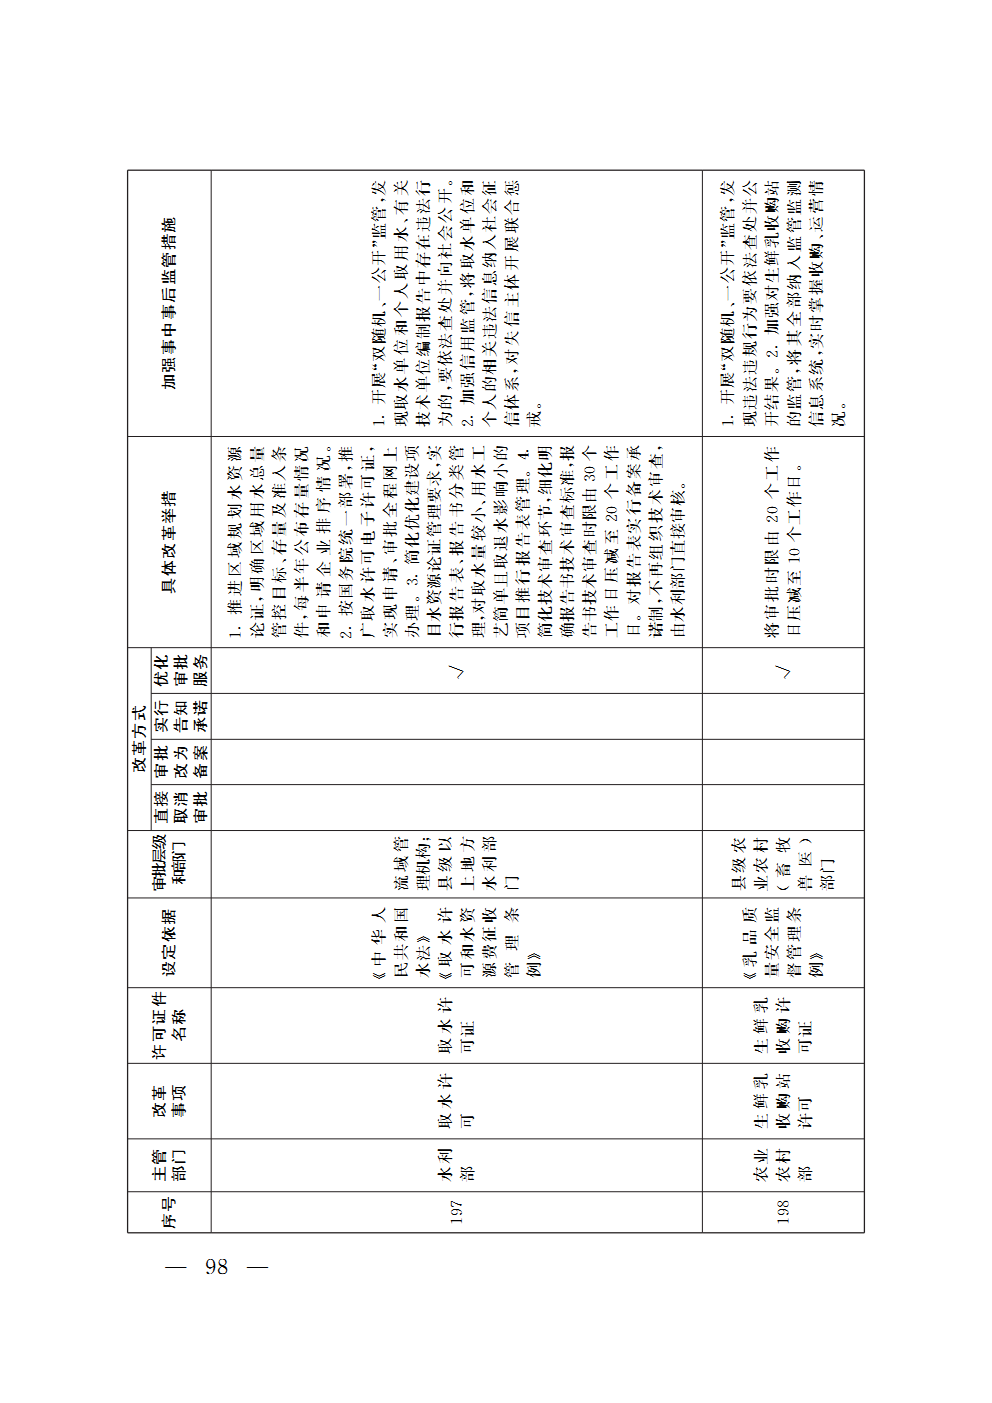 序号
主管
部门
改革
事项
许可证件
名称
设定依据
审批层级
和部门
改革方式
直接
取消
审批
审批
改为
备案
实行
告知
承诺
优化
审批
服务
具体改革举措
加强事中事后监管措施
197
水利
部
取水许
可
取水许
可证
《中华人
民共和国
水法》
《取水许
可和水资
源费征收
管理条
例》
流域管
理机构;
县级以
上地方
水利部
门
√
1. 推进区域规划水资源
论证,明确区域用水总量
管控目标、存量及准入条
件,每半年公布存量情况
和申请企业排序情况。
2. 按国务院统一部署,推
广取水许可电子许可证,
实现申请、审批全程网上
办理。3. 简化优化建设项
目水资源论证管理要求,实
行报告表、报告书分类管
理,对取水量较小、用水工
艺简单且取退水影响小的
项目推行报告表管理。4.
简化技术审查环节,细化明
确报告书技术审查标准,报
告书技术审查时限由 30 个
工作日压减至 20 个工作
日。对报告表实行备案承
诺制,不再组织技术审查,
由水利部门直接审核。
1. 开展“双随机、一公开”监管,发
现取水单位和个人取用水、有关
技术单位编制报告中存在违法行
为的,要依法查处并向社会公开。
2. 加强信用监管,将取水单位和
个人的相关违法信息纳入社会征
信体系,对失信主体开展联合惩
戒。
198
农业
农村
部
生鲜乳
收购站
许可
生鲜乳
收购许
可证
《乳品质
量安全监
督管理条
例》
县级农
业农村
(畜牧
兽医)
部门
√
将审批时限由 20 个工作
日压减至 10 个工作日。
1. 开展“双随机、一公开”监管,发
现违法违规行为要依法查处并公
开结果。2. 加强对生鲜乳收购站
的监管,将其全部纳入监管监测
信息系统,实时掌握收购、运营情
况。
— 98 —